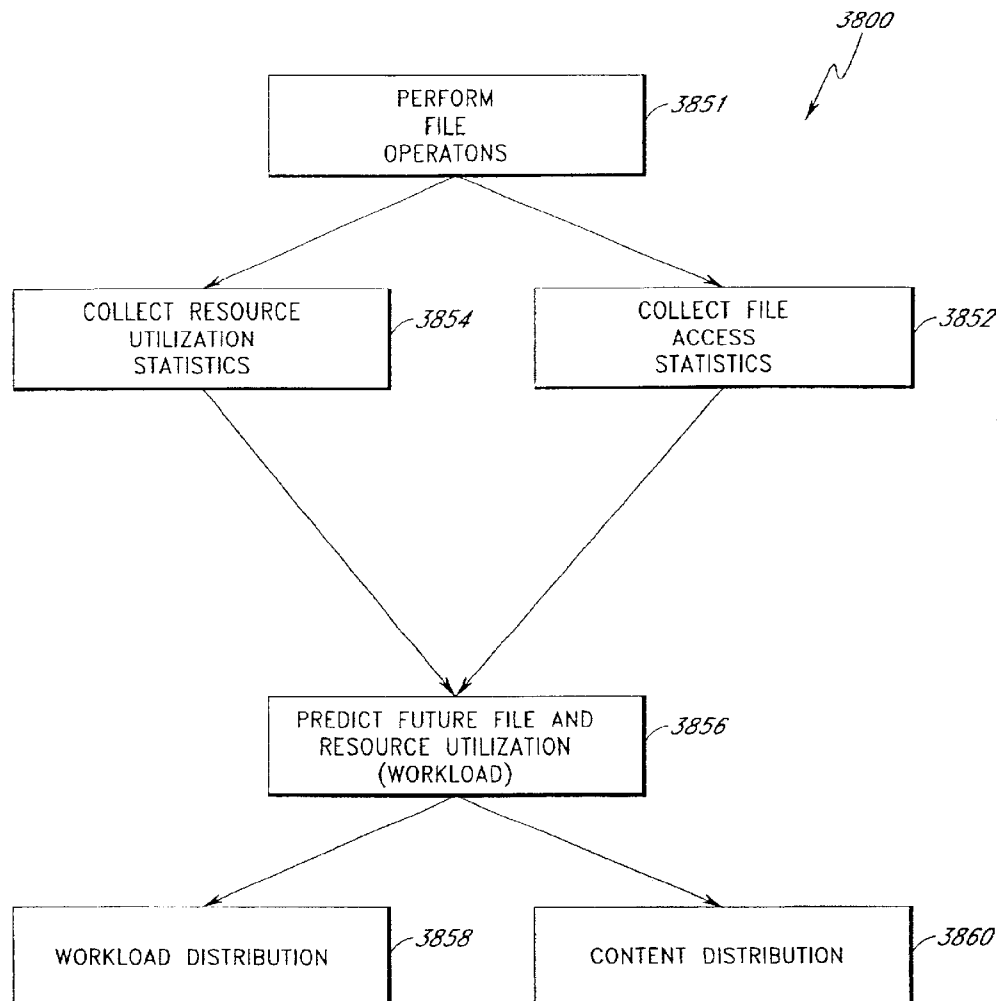 3800
PERFORM
FILE
OPERATONS
3851
COLLECT RESOURCE
UTILIZATION
STATISTICS
3854
COLLECT FILE
ACCESS
STATISTICS
3852
PREDICT FUTURE FILE AND
RESOURCE UTILIZATION
(WORKLOAD)
3856
WORKLOAD DISTRIBUTION
3858
CONTENT DISTRIBUTION
3860